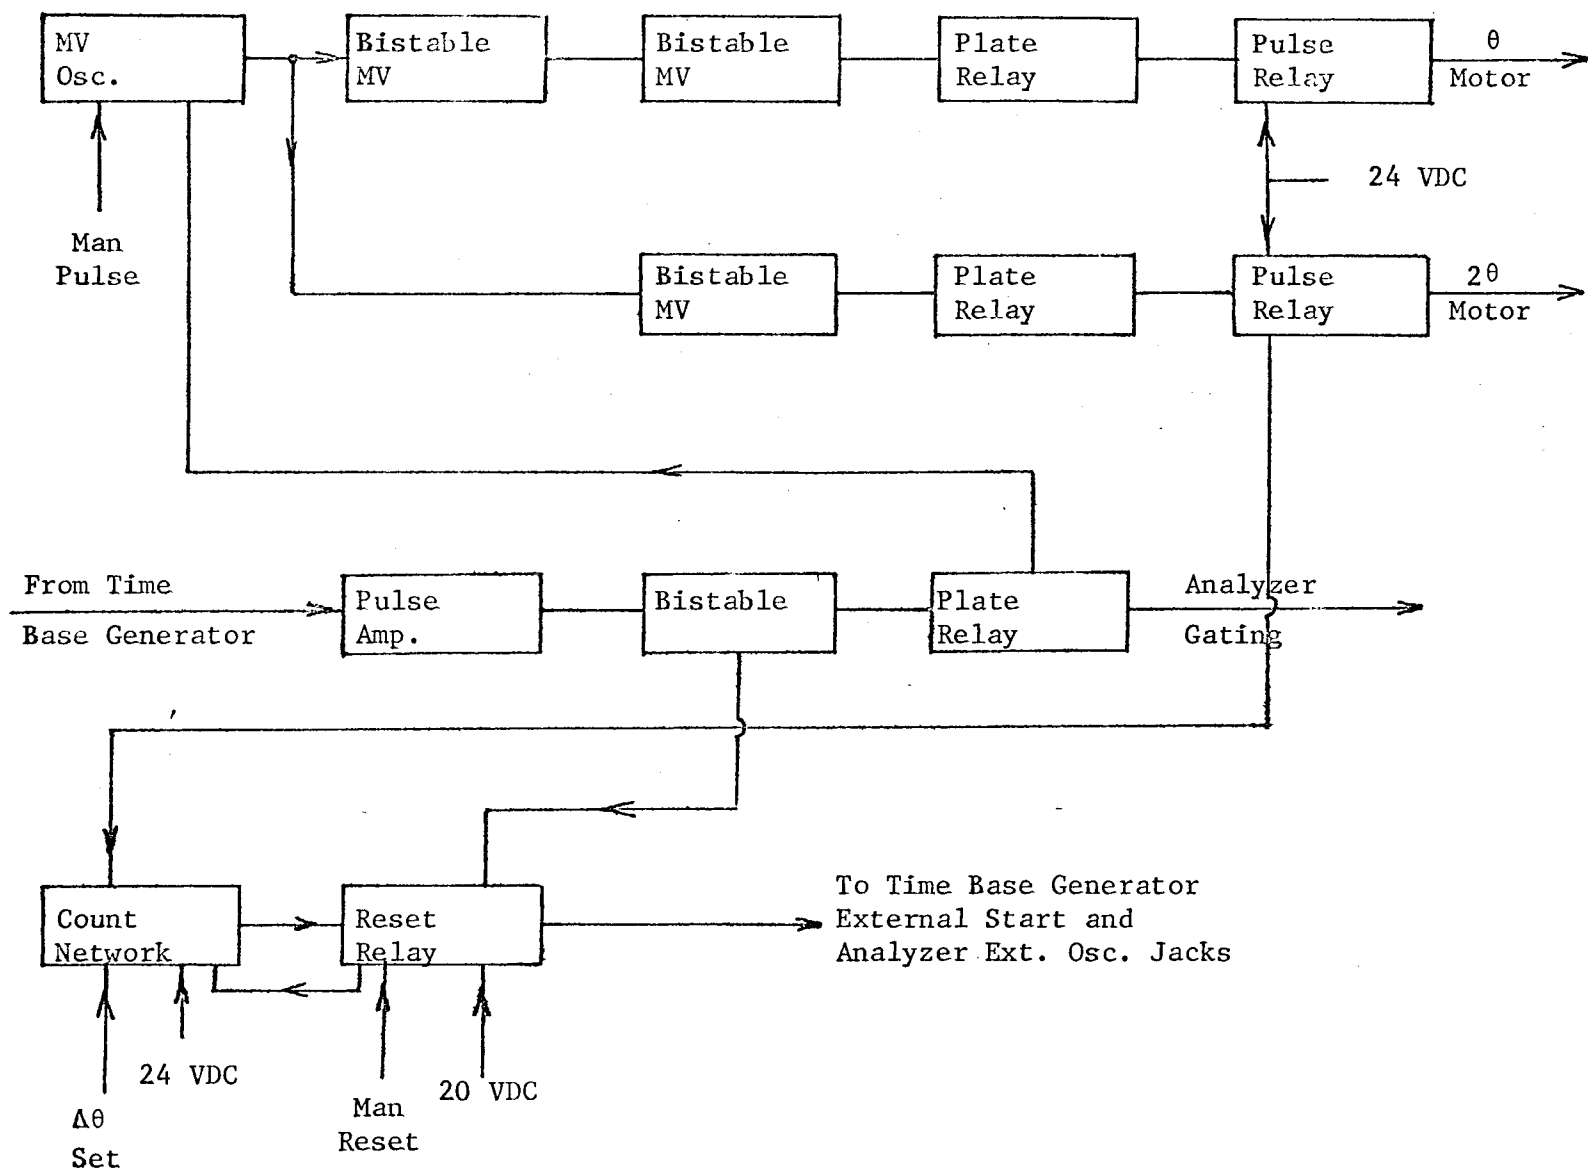 MV
Osc.
Bistable
MV
Bistable
MV
Plate
Relay
Pulse
Relay
θ
Motor
Man
Pulse
24 VDC
Bistable
MV
Plate
Relay
Pulse
Relay
2θ
Motor
From Time
Base Generator
Pulse
Amp.
Bistable
Plate
Relay
Analyzer
Gating
Count
Network
Reset
Relay
To Time Base Generator
External Start and
Analyzer Ext. Osc. Jacks
24 VDC
20 VDC
Δθ
Set
Man
Reset